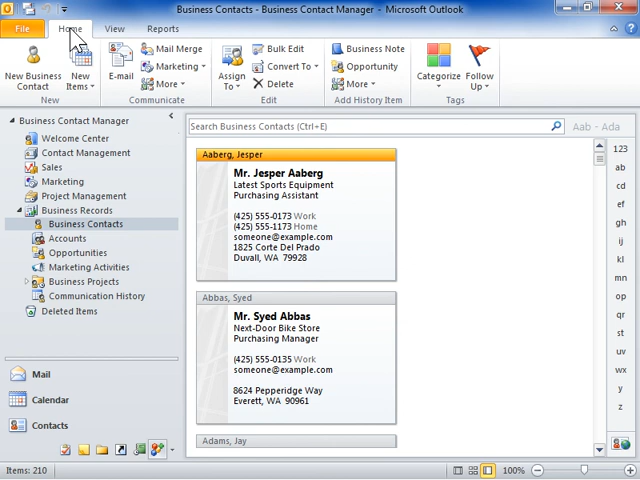 Business Contacts - Business Contact Manager - Microsoft Outlook
File Home View Reports
New Business Contact
New Items
New
E-mail
Mail Merge
Marketing
More
Communicate
Assign To
Bulk Edit
Convert To
Delete
Edit
Business Note
Opportunity
More
Add History Item
Categorize
Follow Up
Tags
Business Contact Manager
Welcome Center
Contact Management
Sales
Marketing
Project Management
Business Records
Business Contacts
Accounts
Opportunities
Marketing Activities
Business Projects
Communication History
Deleted Items
Mail
Calendar
Contacts
Search Business Contacts (Ctrl+E)
Aab - Ada
Aaberg, Jesper
Mr. Jesper Aaberg
Latest Sports Equipment
Purchasing Assistant
(425) 555-0173 Work
(425) 555-1173 Home
someone@example.com
1825 Corte Del Prado
Duvall, WA 79928
Abbas, Syed
Mr. Syed Abbas
Next-Door Bike Store
Purchasing Manager
(425) 555-0135 Work
someone@example.com
8624 Pepperidge Way
Everett, WA 90961
Adams, Jay
123
ab
cd
ef
gh
ij
kl
mn
op
qr
st
uv
wx
y
z
Items: 210
100%